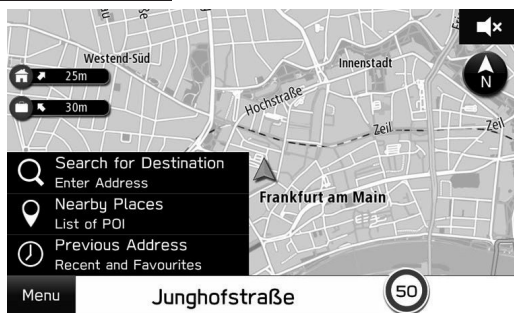 Westend-Süd
Innenstadt
N
25m
30m
Hochstraße
Zeil
Zeil
Search for Destination
Enter Address
Nearby Places
List of POI
Previous Address
Recent and Favourites
Frankfurt am Main
Menu
Junghofstraße
50